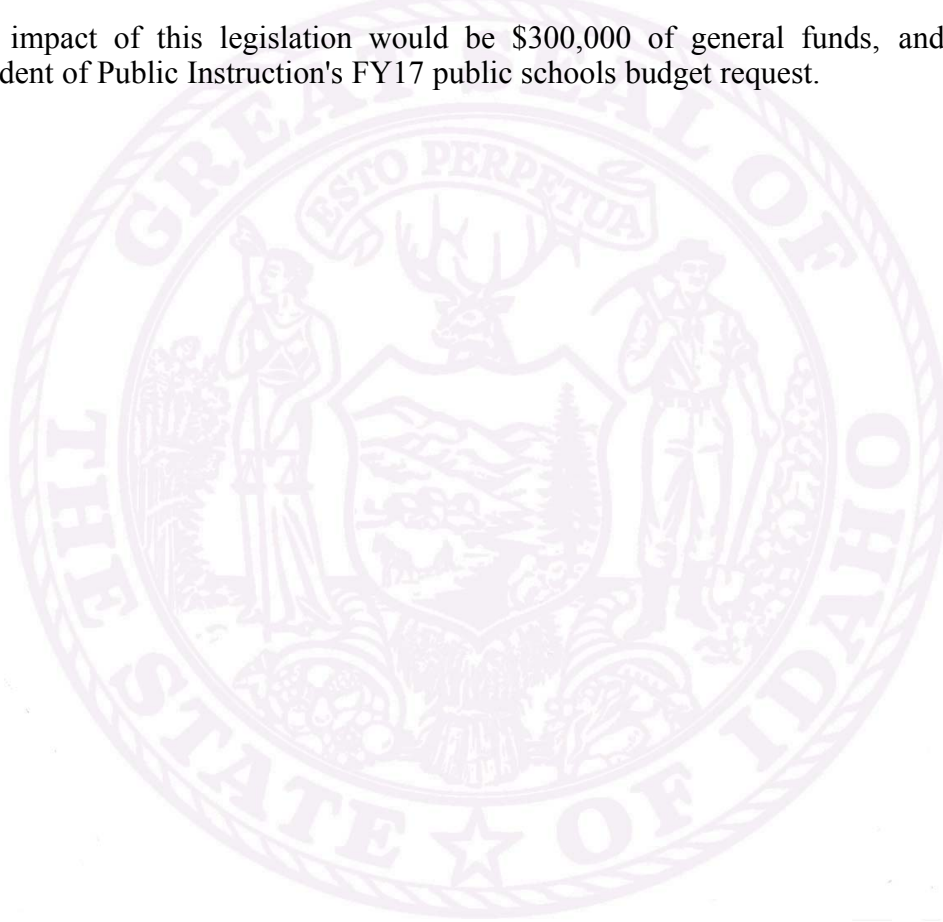 impact of this legislation would be $300,000 of general funds, and
dent of Public Instruction's FY17 public schools budget request.
GREAT SEAL OF
ESTO PERPETUA
THE STATE OF IDAHO